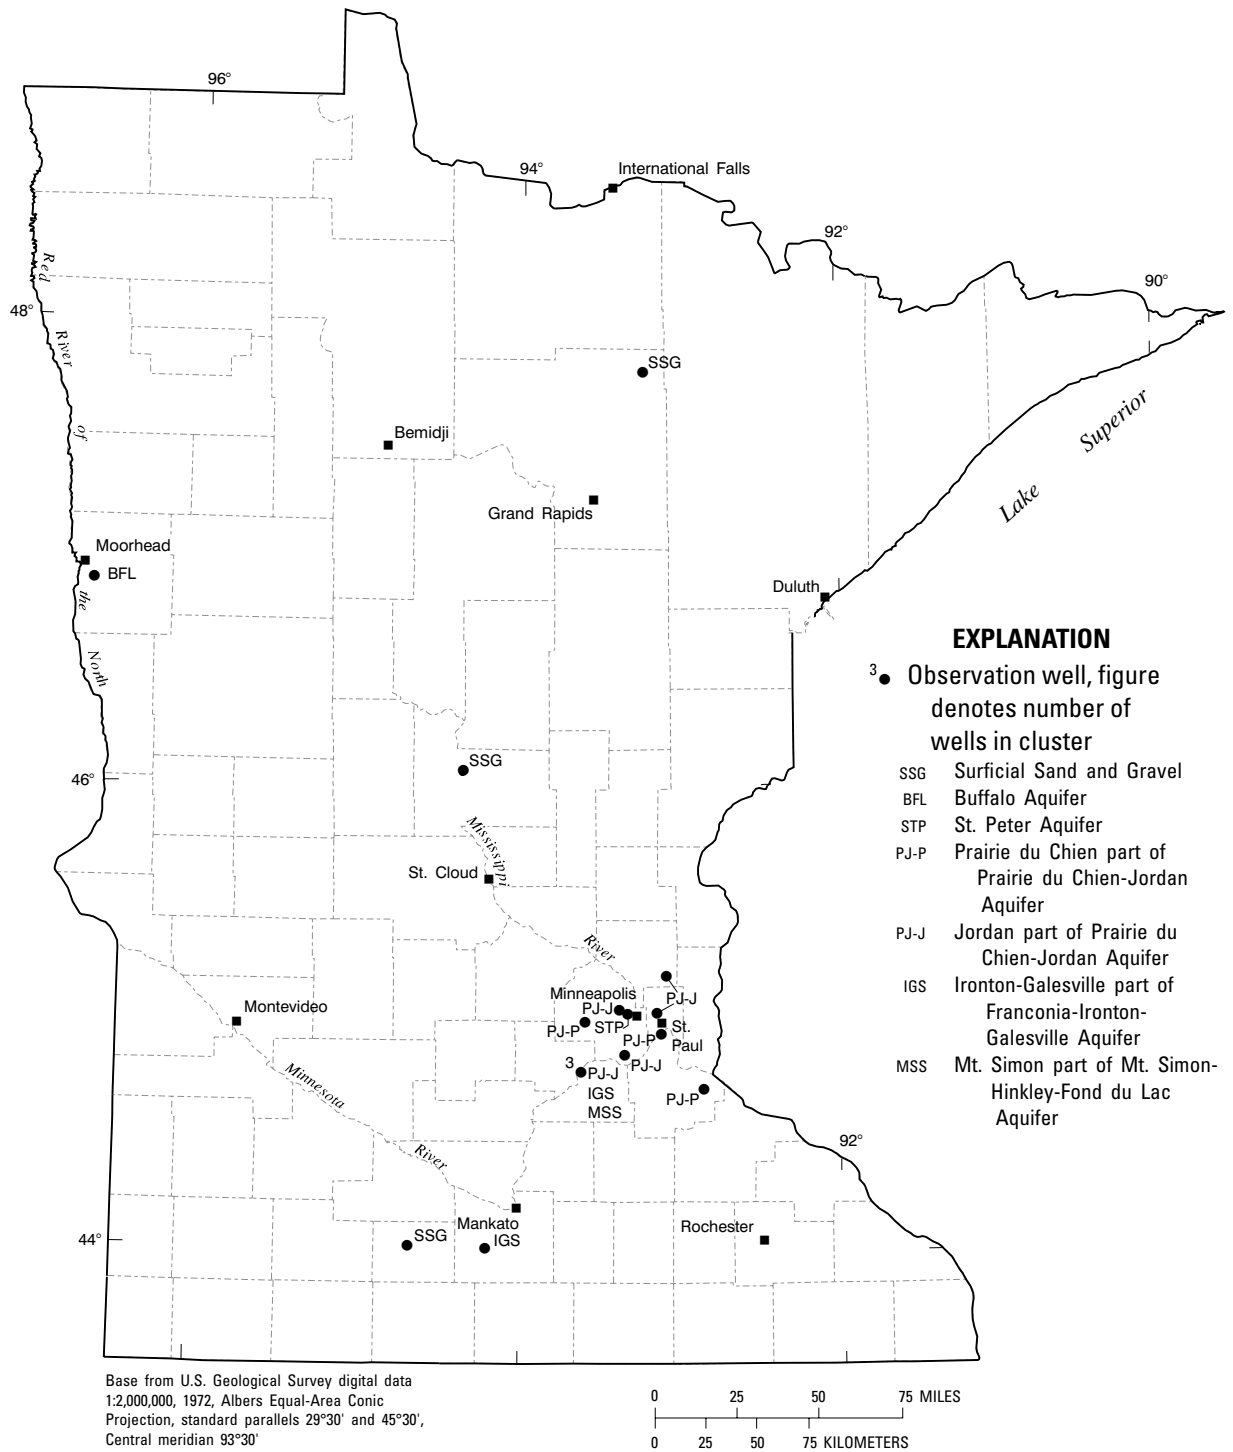 96°
94°
International Falls
92°
90°
48°
Red
River
of
the
North
SSG
Bemidji
Grand Rapids
Moorhead
BFL
Duluth
Lake Superior
46°
SSG
Mississippi
St. Cloud
River
Montevideo
Minneapolis
PJ-J
PJ-J
PJ-P
STP
St.
Paul
PJ-P
PJ-J
3
PJ-J
IGS
MSS
PJ-P
Minnesota
River
92°
Mankato
Rochester
44°
SSG
IGS
EXPLANATION
3 Observation well, figure
denotes number of
wells in cluster
SSG Surficial Sand and Gravel
BFL Buffalo Aquifer
STP St. Peter Aquifer
PJ-P Prairie du Chien part of
Prairie du Chien-Jordan
Aquifer
PJ-J Jordan part of Prairie du
Chien-Jordan Aquifer
IGS Ironton-Galesville part of
Franconia-Ironton-
Galesville Aquifer
MSS Mt. Simon part of Mt. Simon-
Hinkley-Fond du Lac
Aquifer
Base from U.S. Geological Survey digital data
1:2,000,000, 1972, Albers Equal-Area Conic
Projection, standard parallels 29°30' and 45°30',
Central meridian 93°30'
0 25 50 75 MILES
0 25 50 75 KILOMETERS